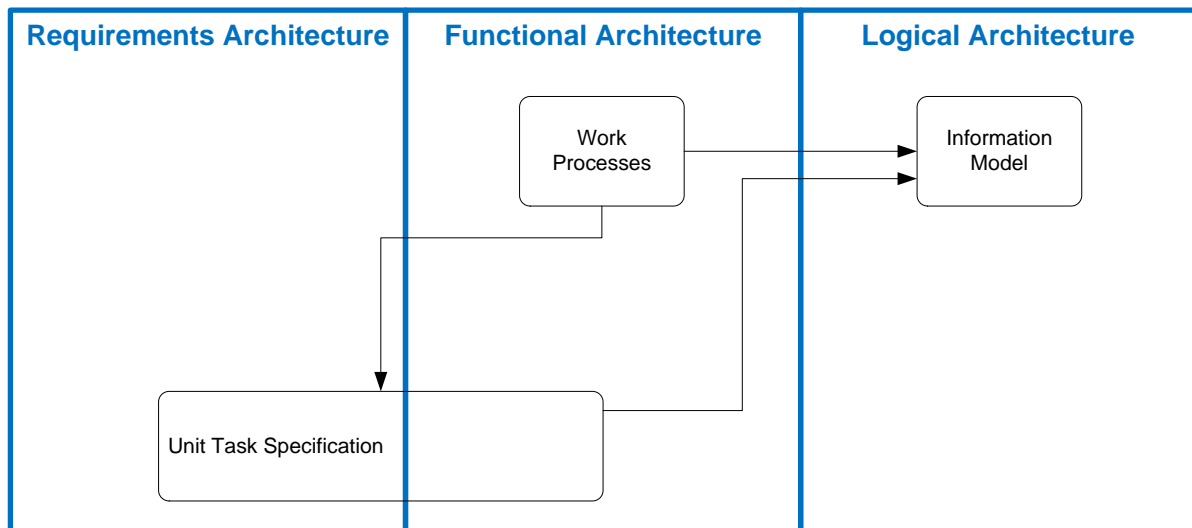 Requirements Architecture
Functional Architecture
Logical Architecture
Work
Processes
Information
Model
Unit Task Specification